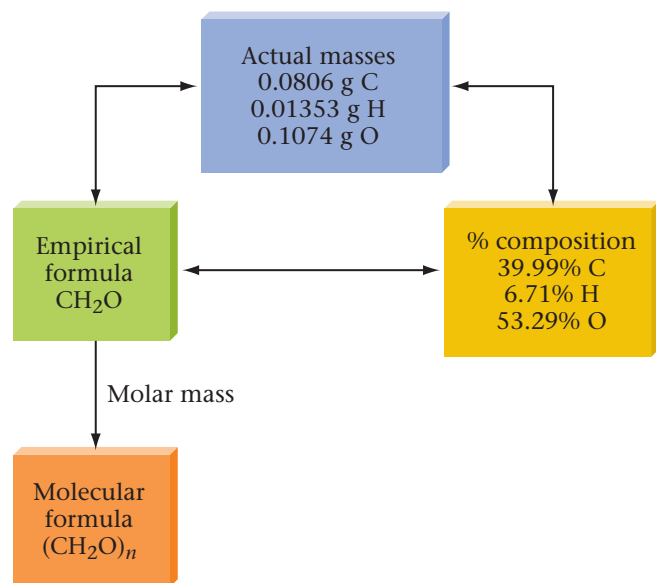 Actual masses
0.0806 g C
0.01353 g H
0.1074 g O
Empirical
formula
CH₂O
% composition
39.99% C
6.71% H
53.29% O
Molar mass
Molecular
formula
(CH₂O)ₙ